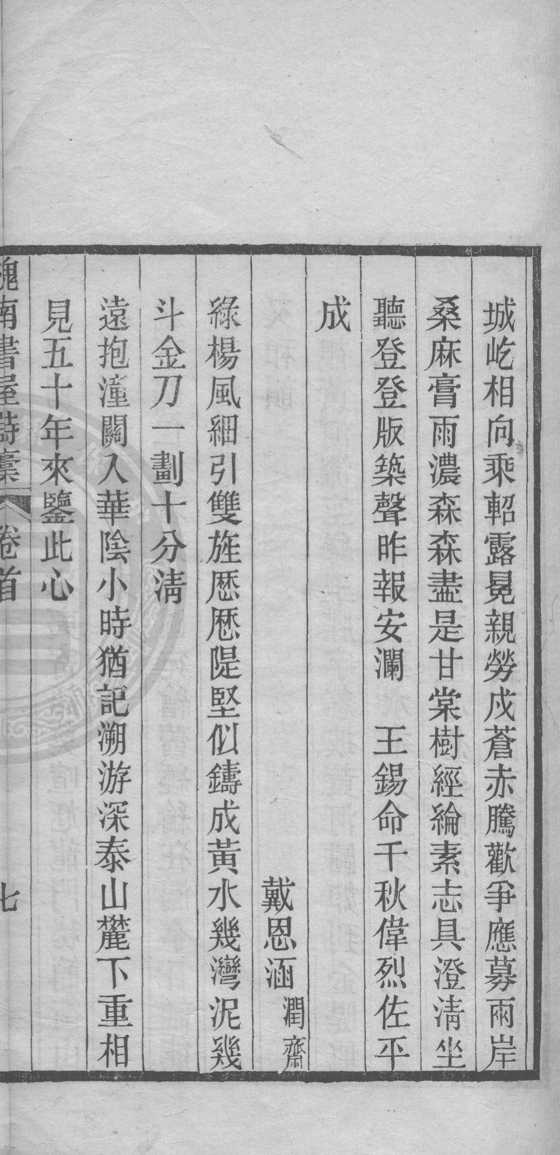 城屹相向乘軺露冕親勞戍蒼赤騰歡爭應募兩岸
桑麻膏雨濃森森盡是甘棠樹經綸素志具澄清坐
聽登登版築聲昨報安瀾　王錫命千秋偉烈佐平
成
戴恩涵潤齋
綠楊風細引雙旌歷歷隄堅似鑄成黃水幾灣泥幾
斗金刀一劃十分清
遠抱潼關入華陰小時猶記溯游深泰山麓下重相
見五十年來鑒此心
槐南書屋詩藁　卷首　七